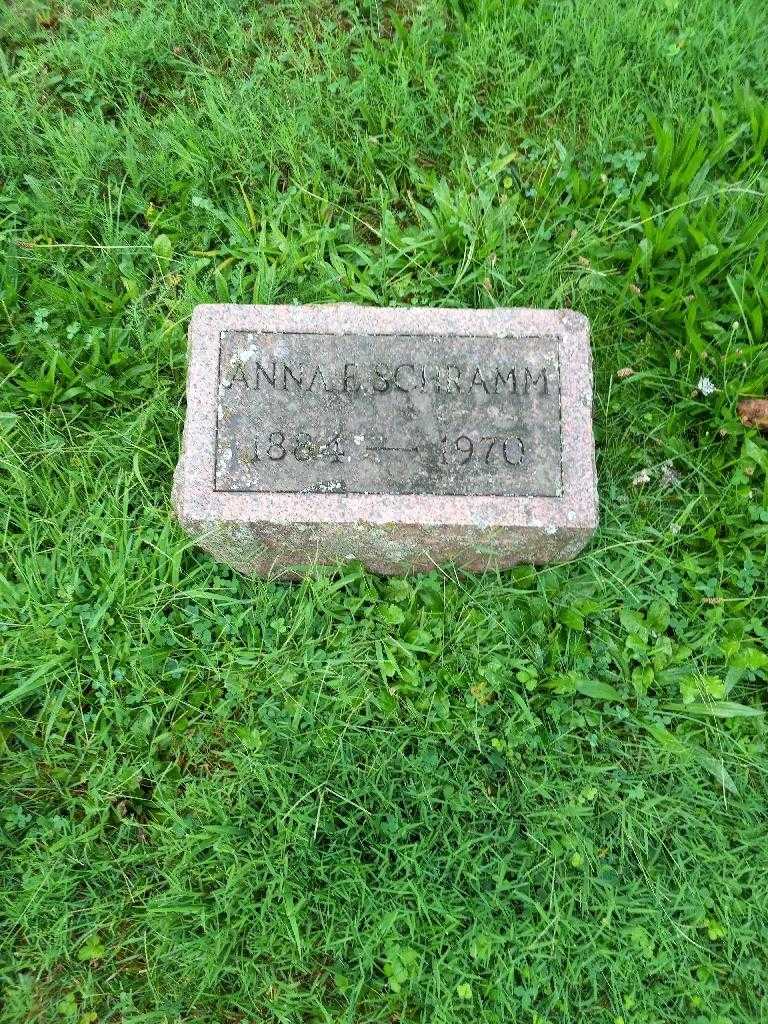 ANNA E. SCHRAMM
1884 — 1970